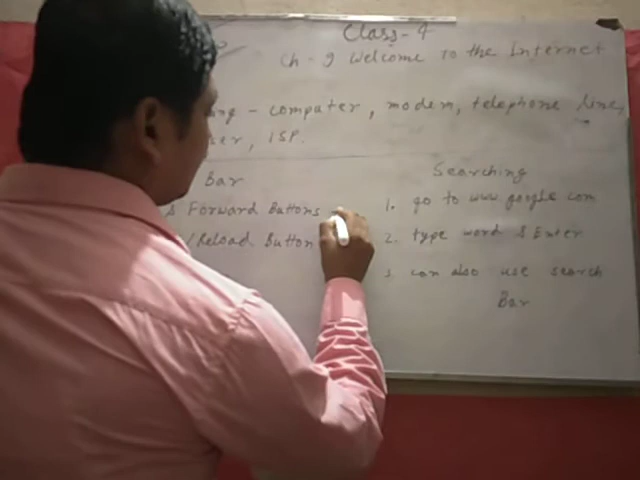 Class-4
Ch-9 Welcome To the Internet
- computer, modem, telephone line,
ISP.
Bar
& Forward Buttons
/Reload Button
Searching
1. go to www.google com
2. type word & Enter
3 can also use search
Bar